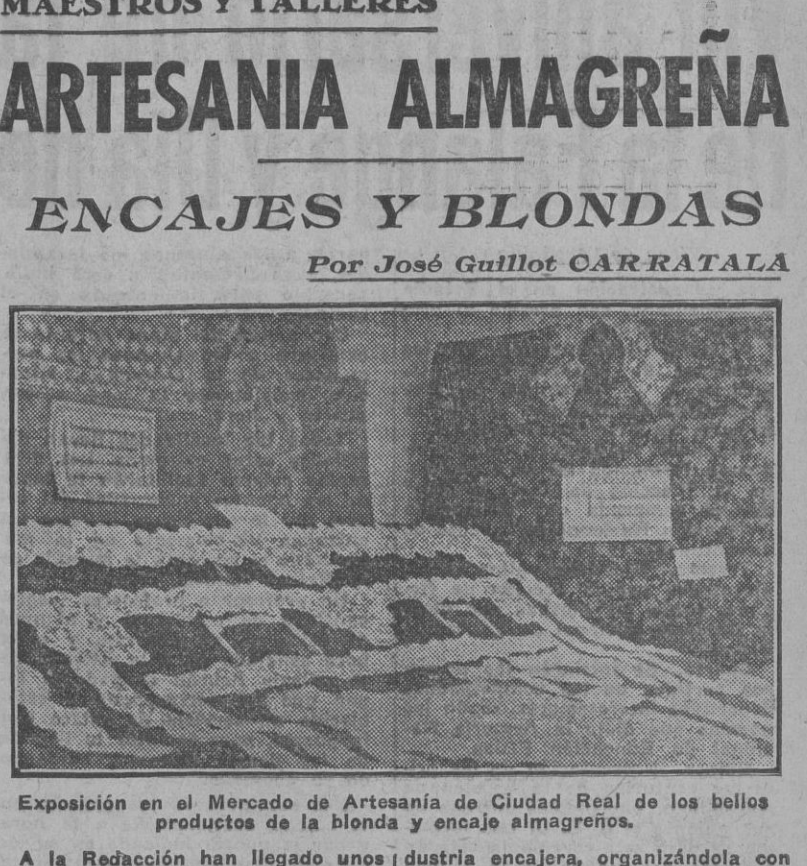 MAESTROS Y TALLERES
ARTESANIA ALMAGREÑA
ENCAJES Y BLONDAS
Por José Guillot CARRATALA
Exposición en el Mercado de Artesanía de Ciudad Real de los bellos
productos de la blonda y encaje almagreños.
A la Redacción han llegado unos
dustria encajera, organizándola con